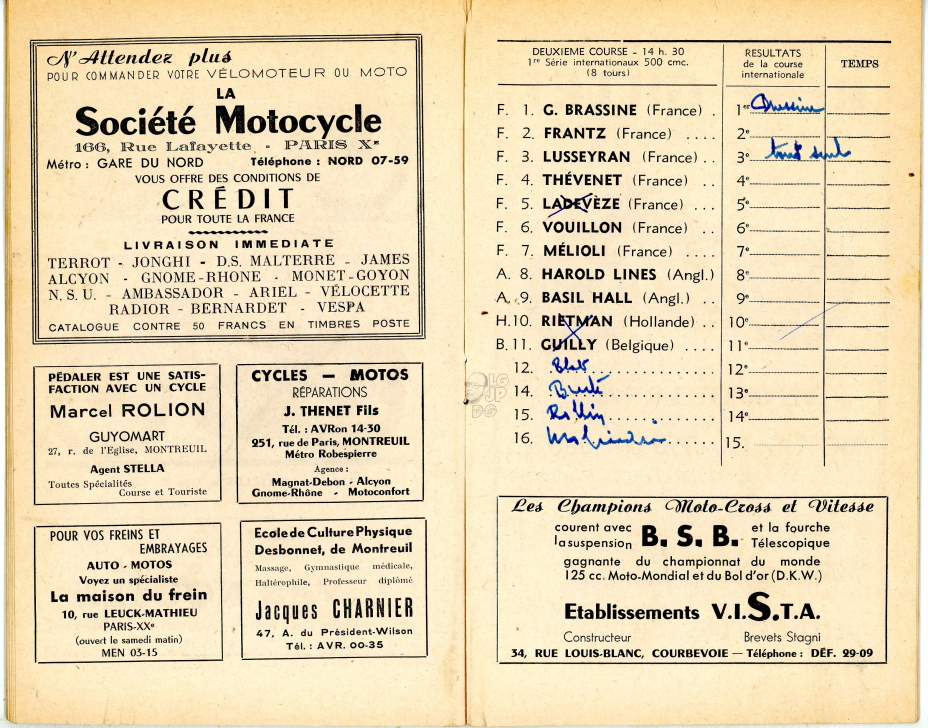 N'Attendez plus
POUR COMMANDER VOTRE VÉLOMOTEUR OU MOTO
LA
Société Motocycle
166, Rue Lafayette - PARIS Xe
Métro : GARE DU NORD Téléphone : NORD 07-59
VOUS OFFRE DES CONDITIONS DE
CRÉDIT
POUR TOUTE LA FRANCE
LIVRAISON IMMEDIATE
TERROT - JONGHI - D.S. MALTERRE - JAMES
ALCYON - GNOME-RHONE - MONET-GOYON
N.S.U. - AMBASSADOR - ARIEL - VÉLOCETTE
RADIOR - BERNARDET - VESPA
CATALOGUE CONTRE 50 FRANCS EN TIMBRES POSTE
PÉDALER EST UNE SATIS-
FACTION AVEC UN CYCLE
Marcel ROLION
GUYOMART
27, r. de l'Eglise, MONTREUIL
Agent STELLA
Toutes Spécialités
Course et Touriste
CYCLES — MOTOS
RÉPARATIONS
J. THENET Fils
Tél. : AVRon 14-30
251, rue de Paris, MONTREUIL
Métro Robespierre
Agence :
Magnat-Debon - Alcyon
Gnome-Rhône - Motoconfort
POUR VOS FREINS ET
EMBRAYAGES
AUTO - MOTOS
Voyez un spécialiste
La maison du frein
10, rue LEUCK-MATHIEU
PARIS-XXe
(ouvert le samedi matin)
MEN 03-15
Ecole de Culture Physique
Desbonnet, de Montreuil
Massage, Gymnastique médicale,
Haltérophile, Professeur diplômé
Jacques CHARNIER
47, A. du Président-Wilson
Tél. : AVR. 00-35
DEUXIEME COURSE - 14 h. 30
1re Série internationaux 500 cmc.
(8 tours)
RESULTATS
de la course
internationale
TEMPS
F. 1. G. BRASSINE (France) . 1er Brassine
F. 2. FRANTZ (France) .... 2e
F. 3. LUSSEYRAN (France) .. 3e tout seul
F. 4. THÉVENET (France) .. 4e
F. 5. LADEVÈZE (France) ... 5e
F. 6. VOUILLON (France) .. 6e
F. 7. MÉLIOLI (France) .... 7e
A. 8. HAROLD LINES (Angl.) 8e
A. 9. BASIL HALL (Angl.) .. 9e
H. 10. RIETMAN (Hollande) .. 10e
B. 11. GUILLY (Belgique) ..... 11e
12. 12e
14. 13e
15. 14e
16. 15.
Les Champions Moto-Cross et Vitesse
courent avec la suspension B. S. B. et la fourche Télescopique
gagnante du championnat du monde
125 cc. Moto-Mondial et du Bol d'or (D.K.W.)
Etablissements V.I.S.T.A.
Constructeur Brevets Stagni
34, RUE LOUIS-BLANC, COURBEVOIE — Téléphone : DÉF. 29-09